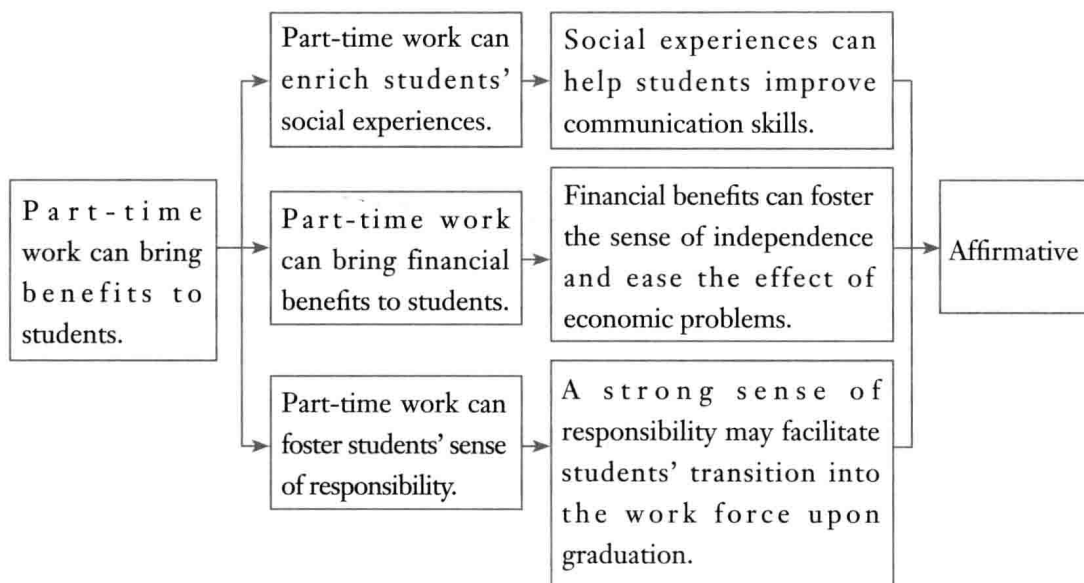 Part-time work can
enrich students'
social experiences.
Social experiences can
help students improve
communication skills.
Part-time
work can bring
benefits to
students.
Part-time work
can bring financial
benefits to students.
Financial benefits can foster
the sense of independence
and ease the effect of
economic problems.
Affirmative
Part-time work can
foster students' sense
of responsibility.
A strong sense of
responsibility may facilitate
students' transition into
the work force upon
graduation.